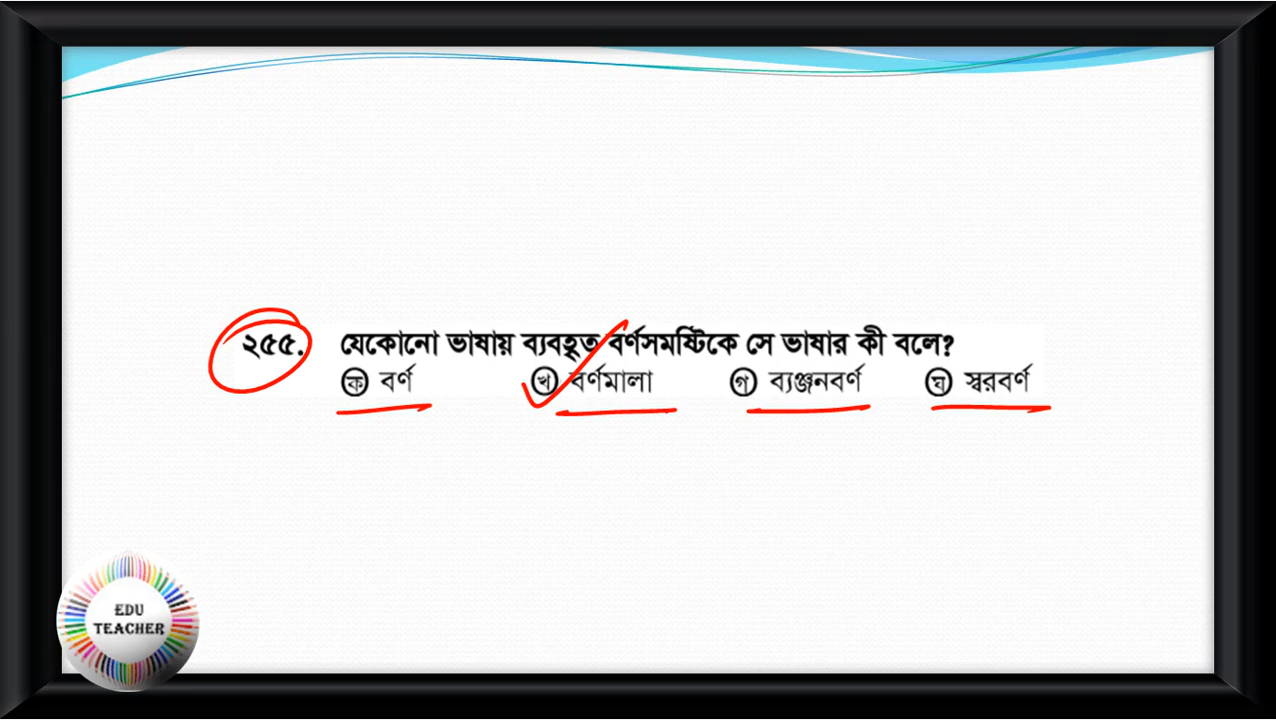 ২৫৫. যেকোনো ভাষায় ব্যবহৃত বর্ণসমষ্টিকে সে ভাষার কী বলে?
ক বর্ণ খ বর্ণমালা গ ব্যঞ্জনবর্ণ ঘ স্বরবর্ণ
EDU
TEACHER